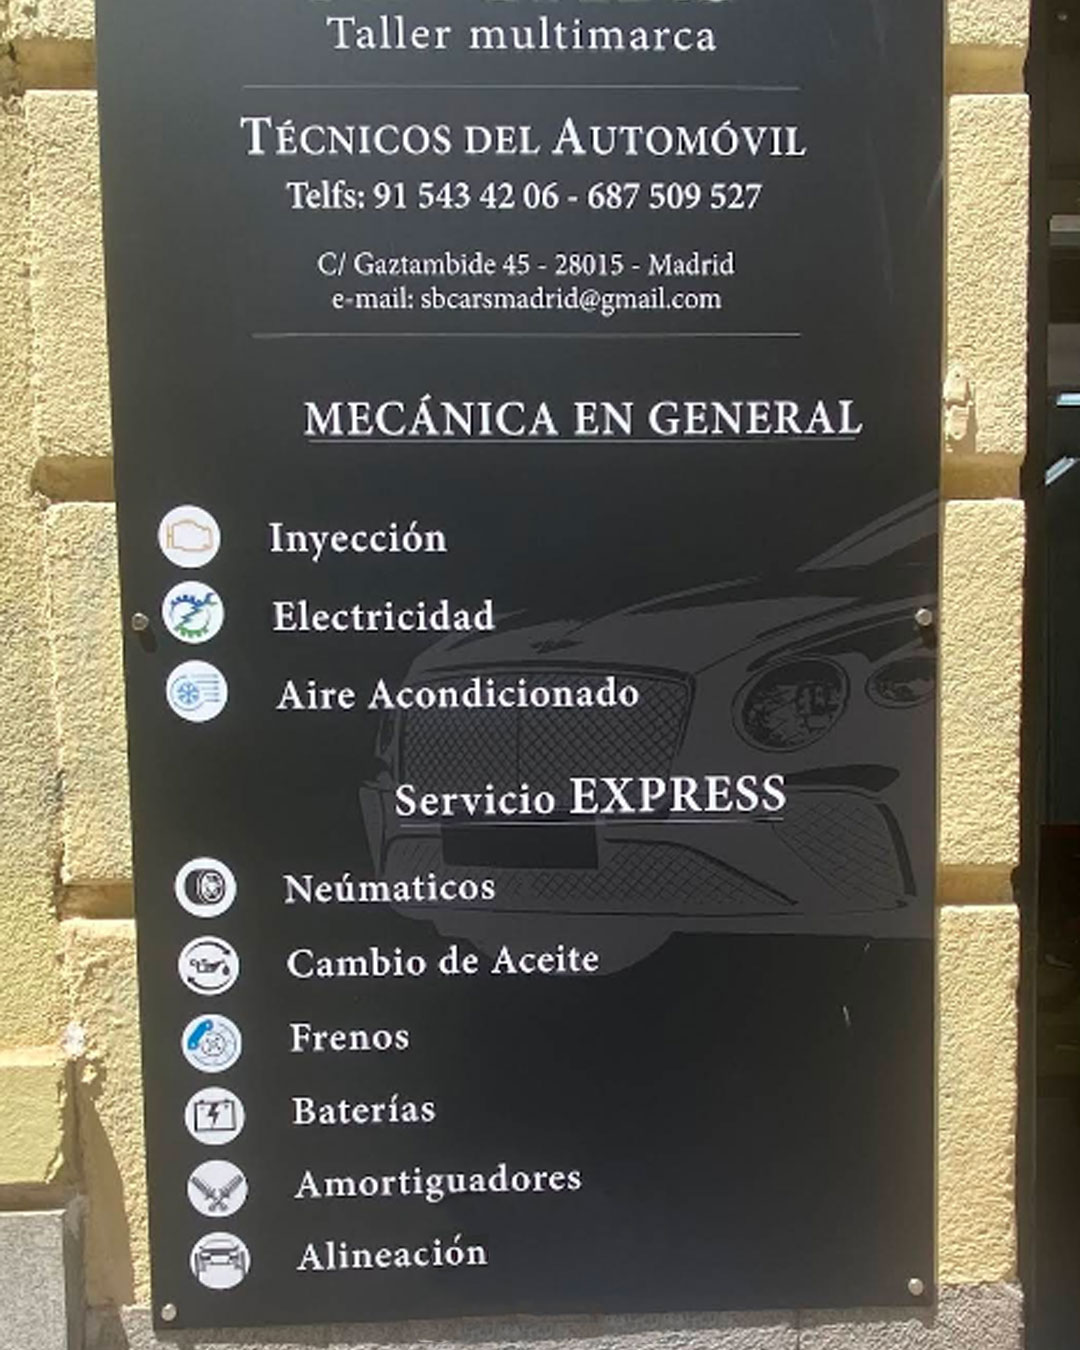 Taller multimarca
TÉCNICOS DEL AUTOMÓVIL
Telfs: 91 543 42 06 - 687 509 527
C/ Gaztambide 45 - 28015 - Madrid
e-mail: sbcarsmadrid@gmail.com
MECÁNICA EN GENERAL
Inyección
Electricidad
Aire Acondicionado
Servicio EXPRESS
Neúmaticos
Cambio de Aceite
Frenos
Baterías
Amortiguadores
Alineación